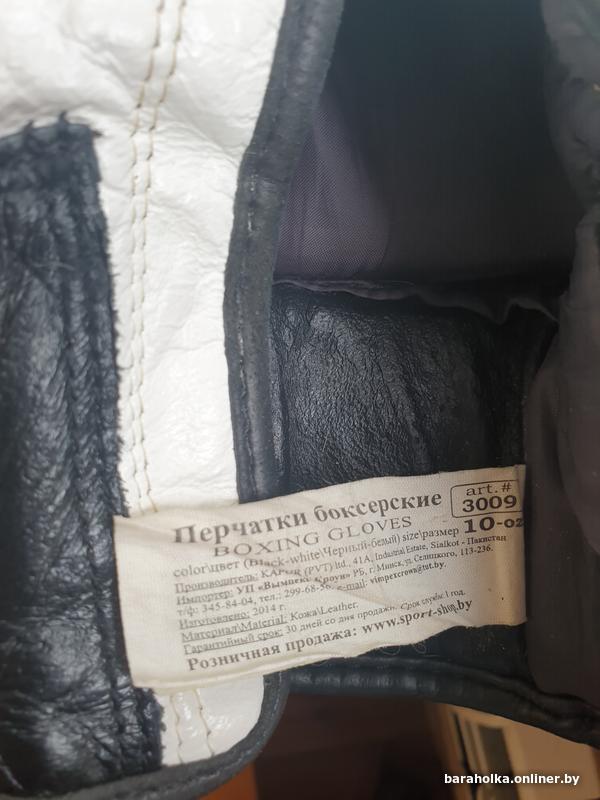 Перчатки боксерские
art.# 3009
BOXING GLOVES
color\цвет (Black-white\Черный-белый) size\размер 10-oz
Производитель: KAPUR (PVT) ltd., 41A, Industrial Estate, Sialkot - Пакистан
Импортер: УП «Вымпекс Кроун» РБ, г. Минск, ул. Селицкого, 113-236.
т/ф: 345-84-04, тел.: 299-68-56, e-mail: vimpexcrown@tut.by.
Изготовлено: 2014 г.
Материал\Material: Кожа\Leather.
Гарантийный срок: 30 дней со дня продажи. Срок службы 1 год.
Розничная продажа: www.sport-shop.by
baraholka.onliner.by